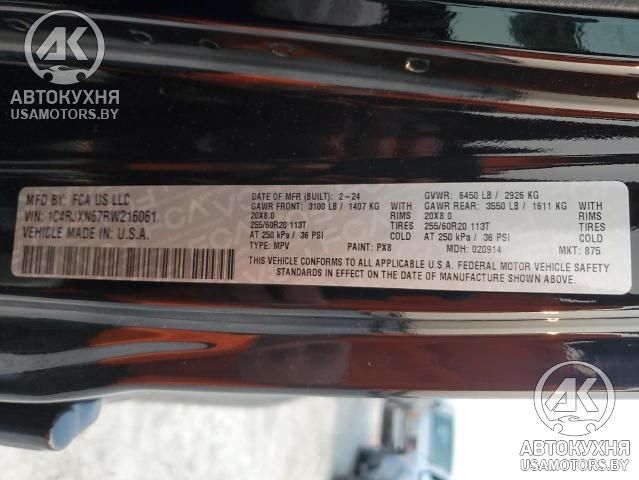 АК
АВТОКУХНЯ
USAMOTORS.BY
MFD BY: FCA US LLC
VIN: 1C4RJXN67RW216061
VEHICLE MADE IN: U.S.A.
DATE OF MFR (BUILT): 2-24
GAWR FRONT: 3100 LB / 1407 KG
20X8.0 RIMS
255/60R20 113T TIRES
AT 250 kPa / 36 PSI COLD
TYPE: MPV PAINT: PX8
GVWR: 6450 LB / 2926 KG
GAWR REAR: 3550 LB / 1611 KG
20X8.0 RIMS
255/60R20 113T TIRES
AT 250 kPa / 36 PSI COLD
MDH: 020914 MKT: 875
THIS VEHICLE CONFORMS TO ALL APPLICABLE U.S.A. FEDERAL MOTOR VEHICLE SAFETY
STANDARDS IN EFFECT ON THE DATE OF MANUFACTURE SHOWN ABOVE.
АК
АВТОКУХНЯ
USAMOTORS.BY